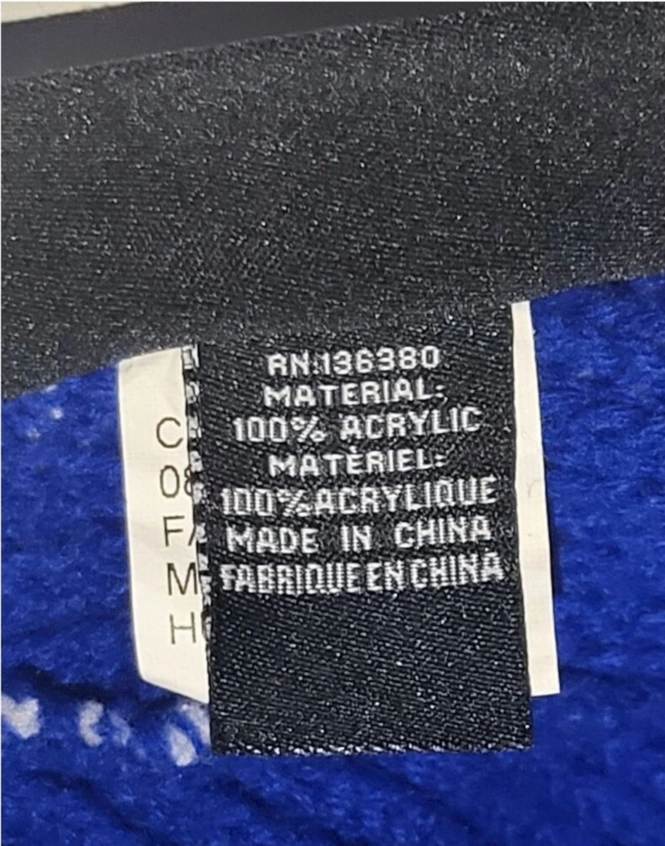 RN:136380
MATERIAL:
100% ACRYLIC
MATÈRIEL:
100%ACRYLIQUE
MADE IN CHINA
FABRIQUE EN CHINA